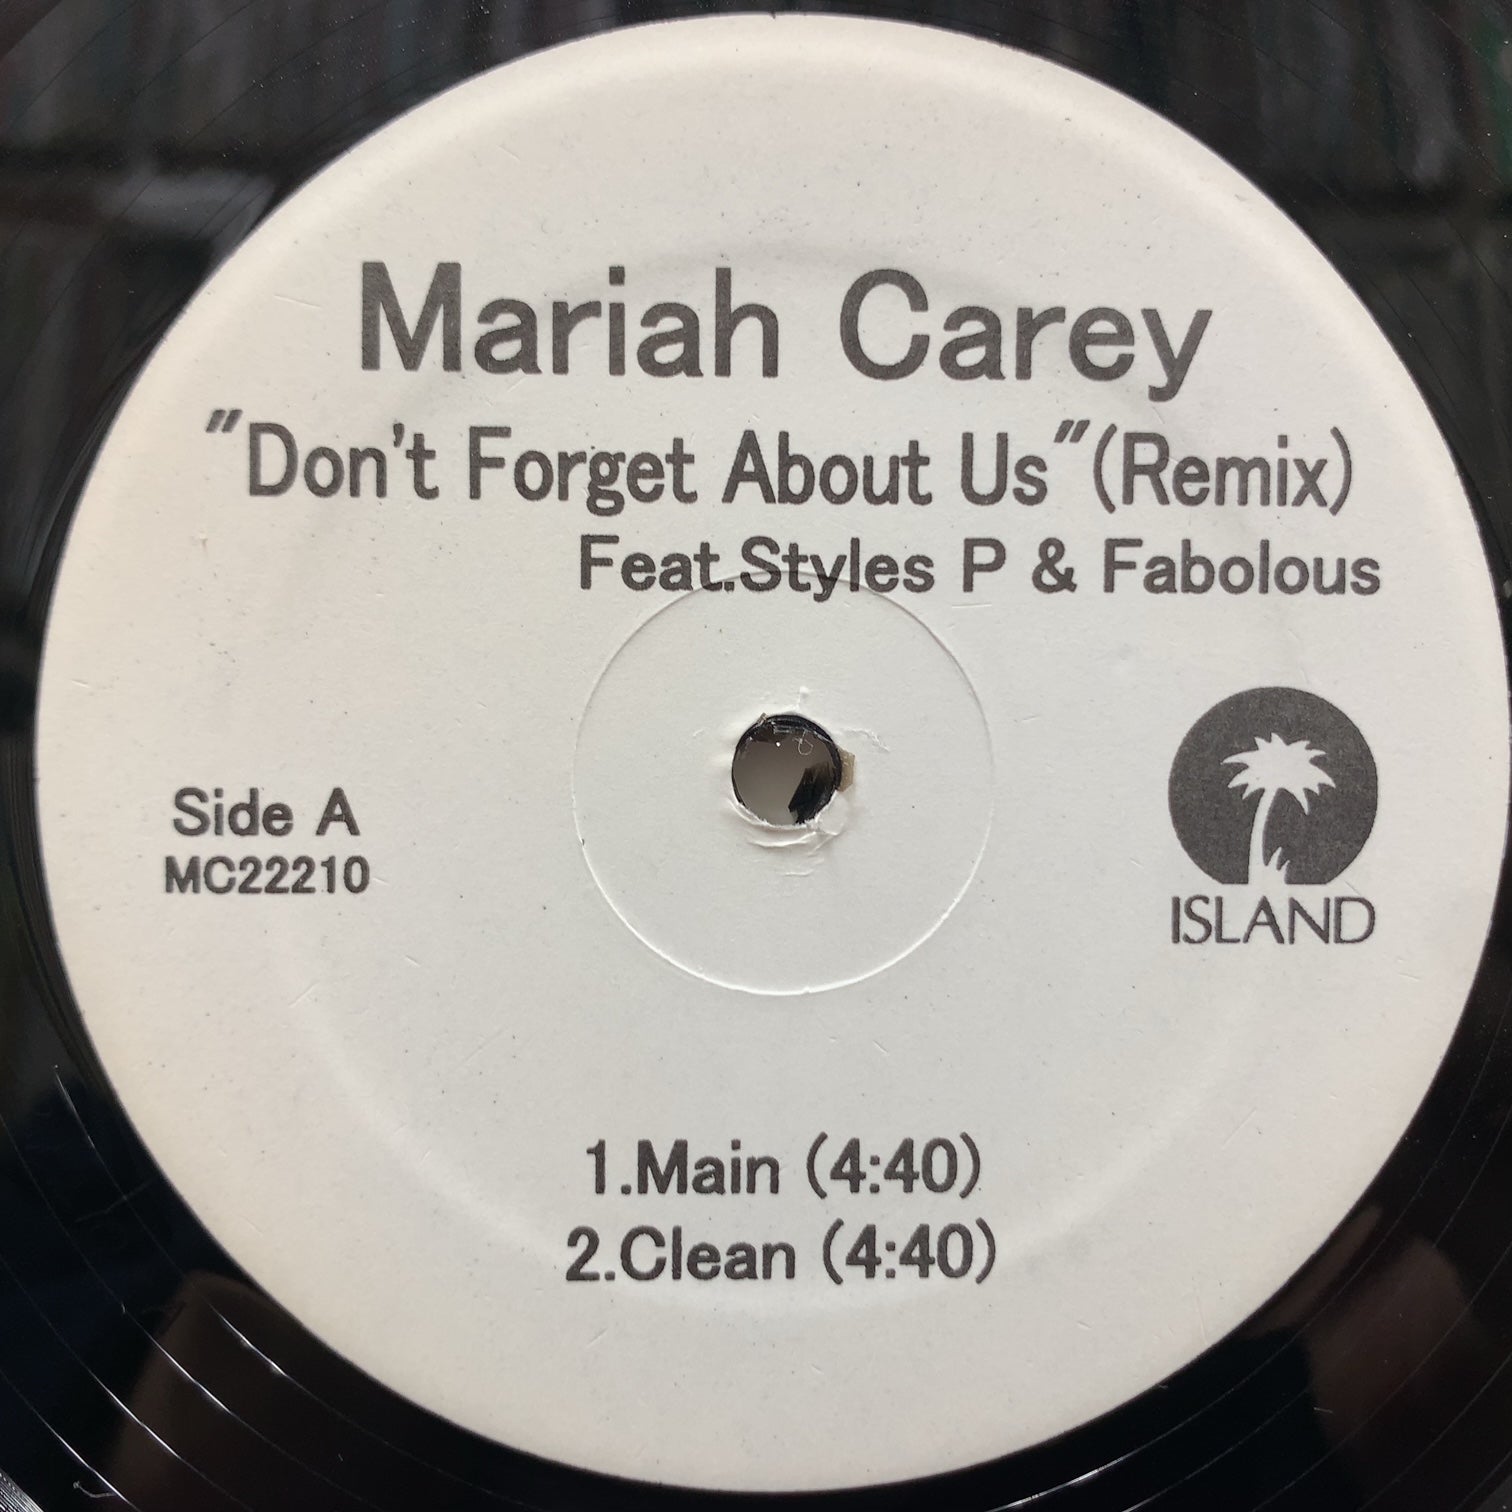 Mariah Carey
"Don't Forget About Us"(Remix)
Feat.Styles P & Fabolous
Side A
MC22210
ISLAND
1.Main (4:40)
2.Clean (4:40)